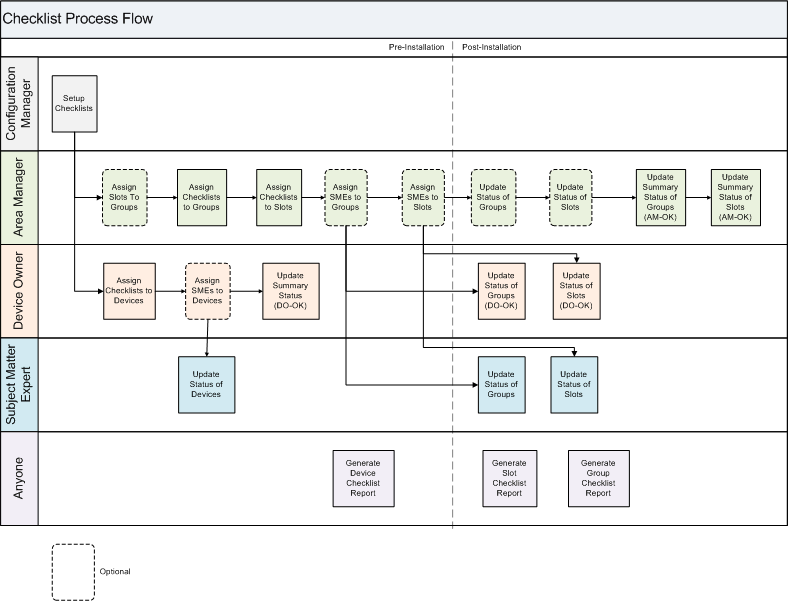 Checklist Process Flow
Pre-Installation
Post-Installation
Configuration
Manager
Setup
Checklists
Area Manager
Assign
Slots To
Groups
Assign
Checklists
to Groups
Assign
Checklists
to Slots
Assign
SMEs to
Groups
Assign
SMEs to
Slots
Update
Status of
Groups
Update
Status of
Slots
Update
Summary
Status of
Groups
(AM-OK)
Update
Summary
Status of
Slots
(AM-OK)
Device Owner
Assign
Checklists to
Devices
Assign
SMEs to
Devices
Update
Summary
Status
(DO-OK)
Update
Status of
Groups
(DO-OK)
Update
Status of
Slots
(DO-OK)
Subject Matter
Expert
Update
Status of
Devices
Update
Status of
Groups
Update
Status of
Slots
Anyone
Generate
Device
Checklist
Report
Generate
Slot
Checklist
Report
Generate
Group
Checklist
Report
Optional